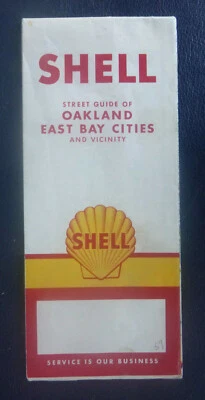 SHELL
STREET GUIDE OF
OAKLAND
EAST BAY CITIES
AND VICINITY
SHELL
SERVICE IS OUR BUSINESS